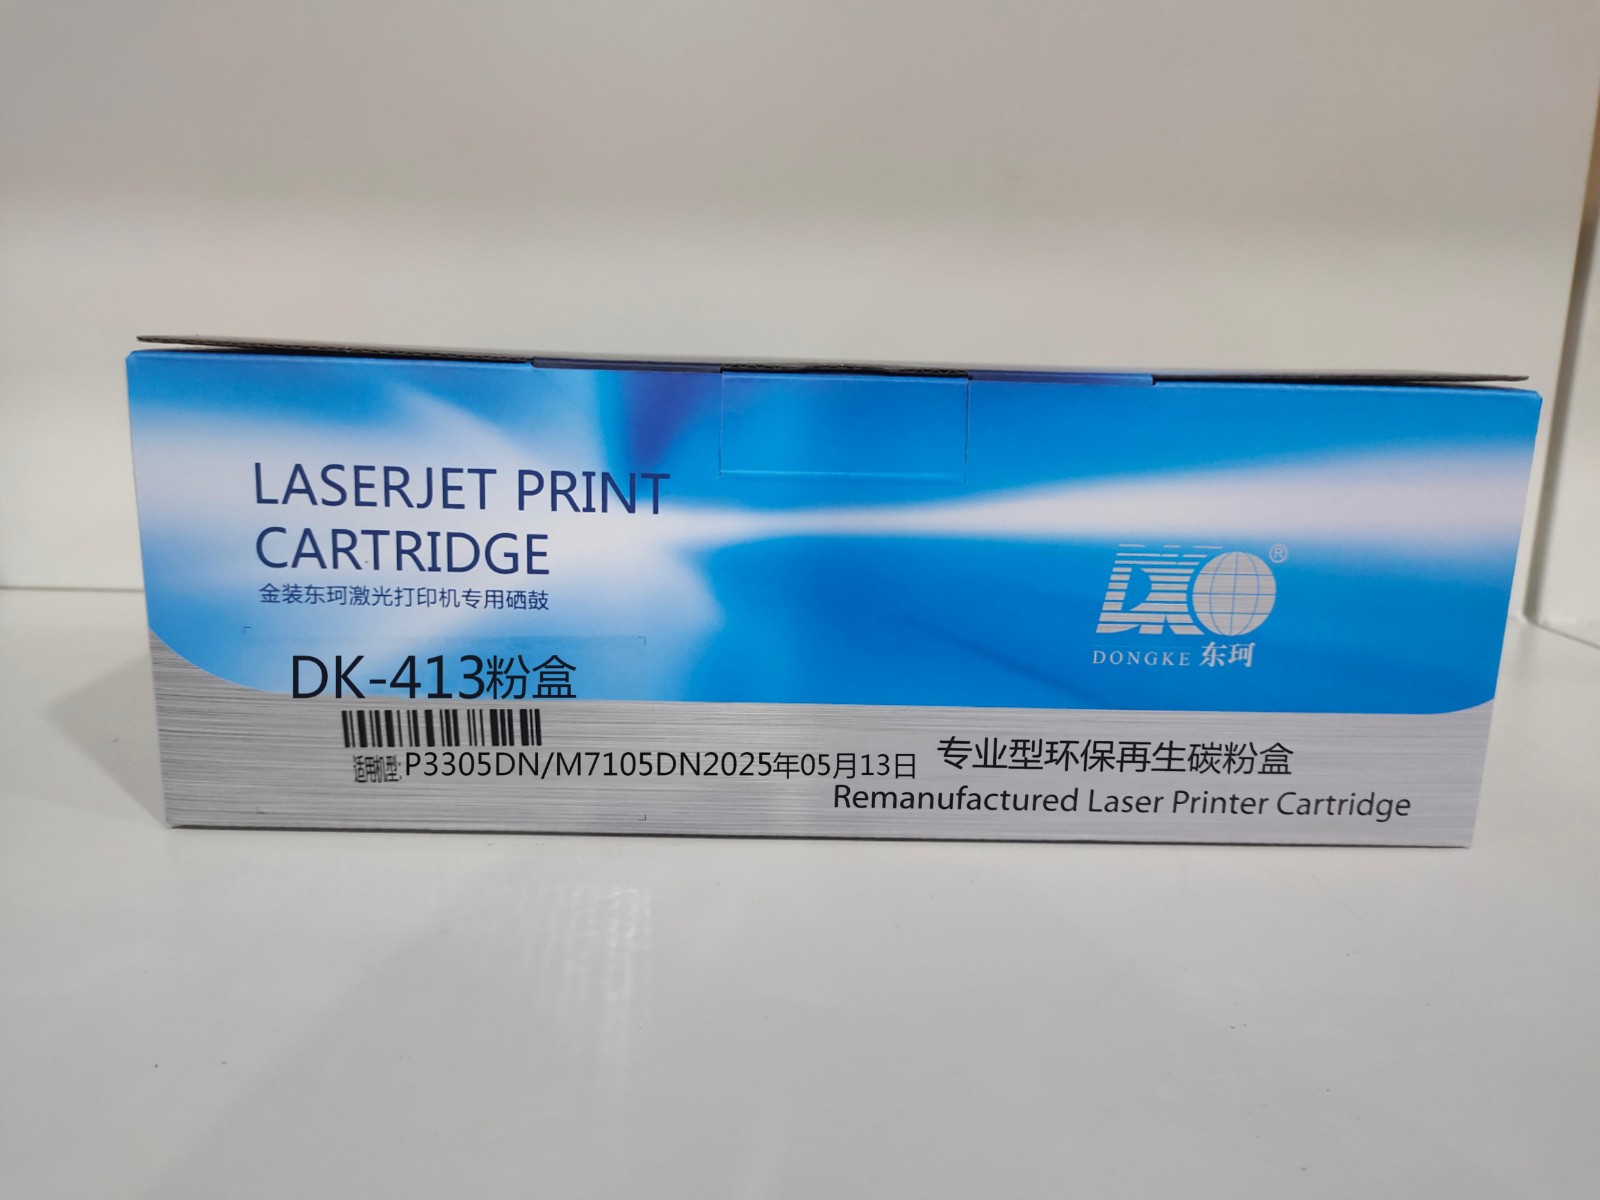 LASERJET PRINT
CARTRIDGE
金装东珂激光打印机专用硒鼓
DK-413粉盒
适用机型:P3305DN/M7105DN2025年05月13日
DK ®
DONGKE 东珂
专业型环保再生碳粉盒
Remanufactured Laser Printer Cartridge